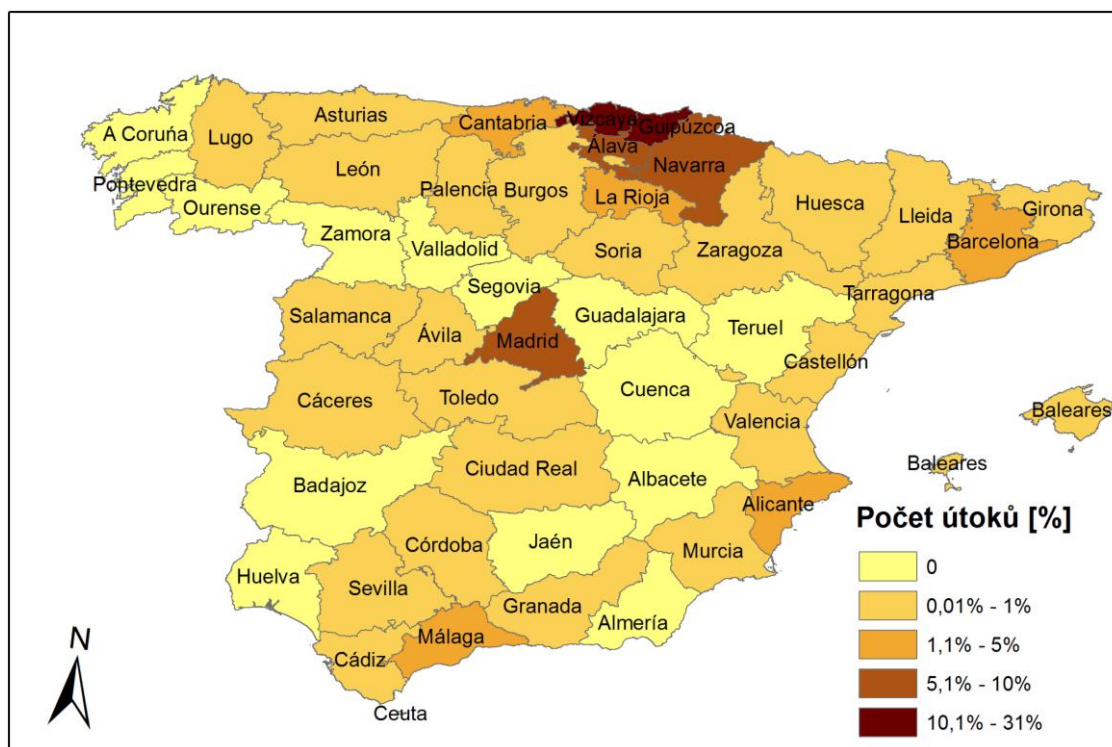 Asturias
Cantabria
Vizcaya
Guipúzcoa
A Coruńa
Lugo
Álava
León
Navarra
Pontevedra
Palencia
Burgos
La Rioja
Huesca
Ourense
Lleida
Girona
Zamora
Valladolid
Soria
Zaragoza
Barcelona
Segovia
Tarragona
Salamanca
Ávila
Madrid
Guadalajara
Teruel
Castellón
Cáceres
Toledo
Cuenca
Valencia
Baleares
Baleares
Badajoz
Ciudad Real
Albacete
Alicante
Córdoba
Jaén
Murcia
Huelva
Sevilla
Granada
Almería
Málaga
Cádiz
Ceuta
N
Počet útoků [%]
0
0,01% - 1%
1,1% - 5%
5,1% - 10%
10,1% - 31%